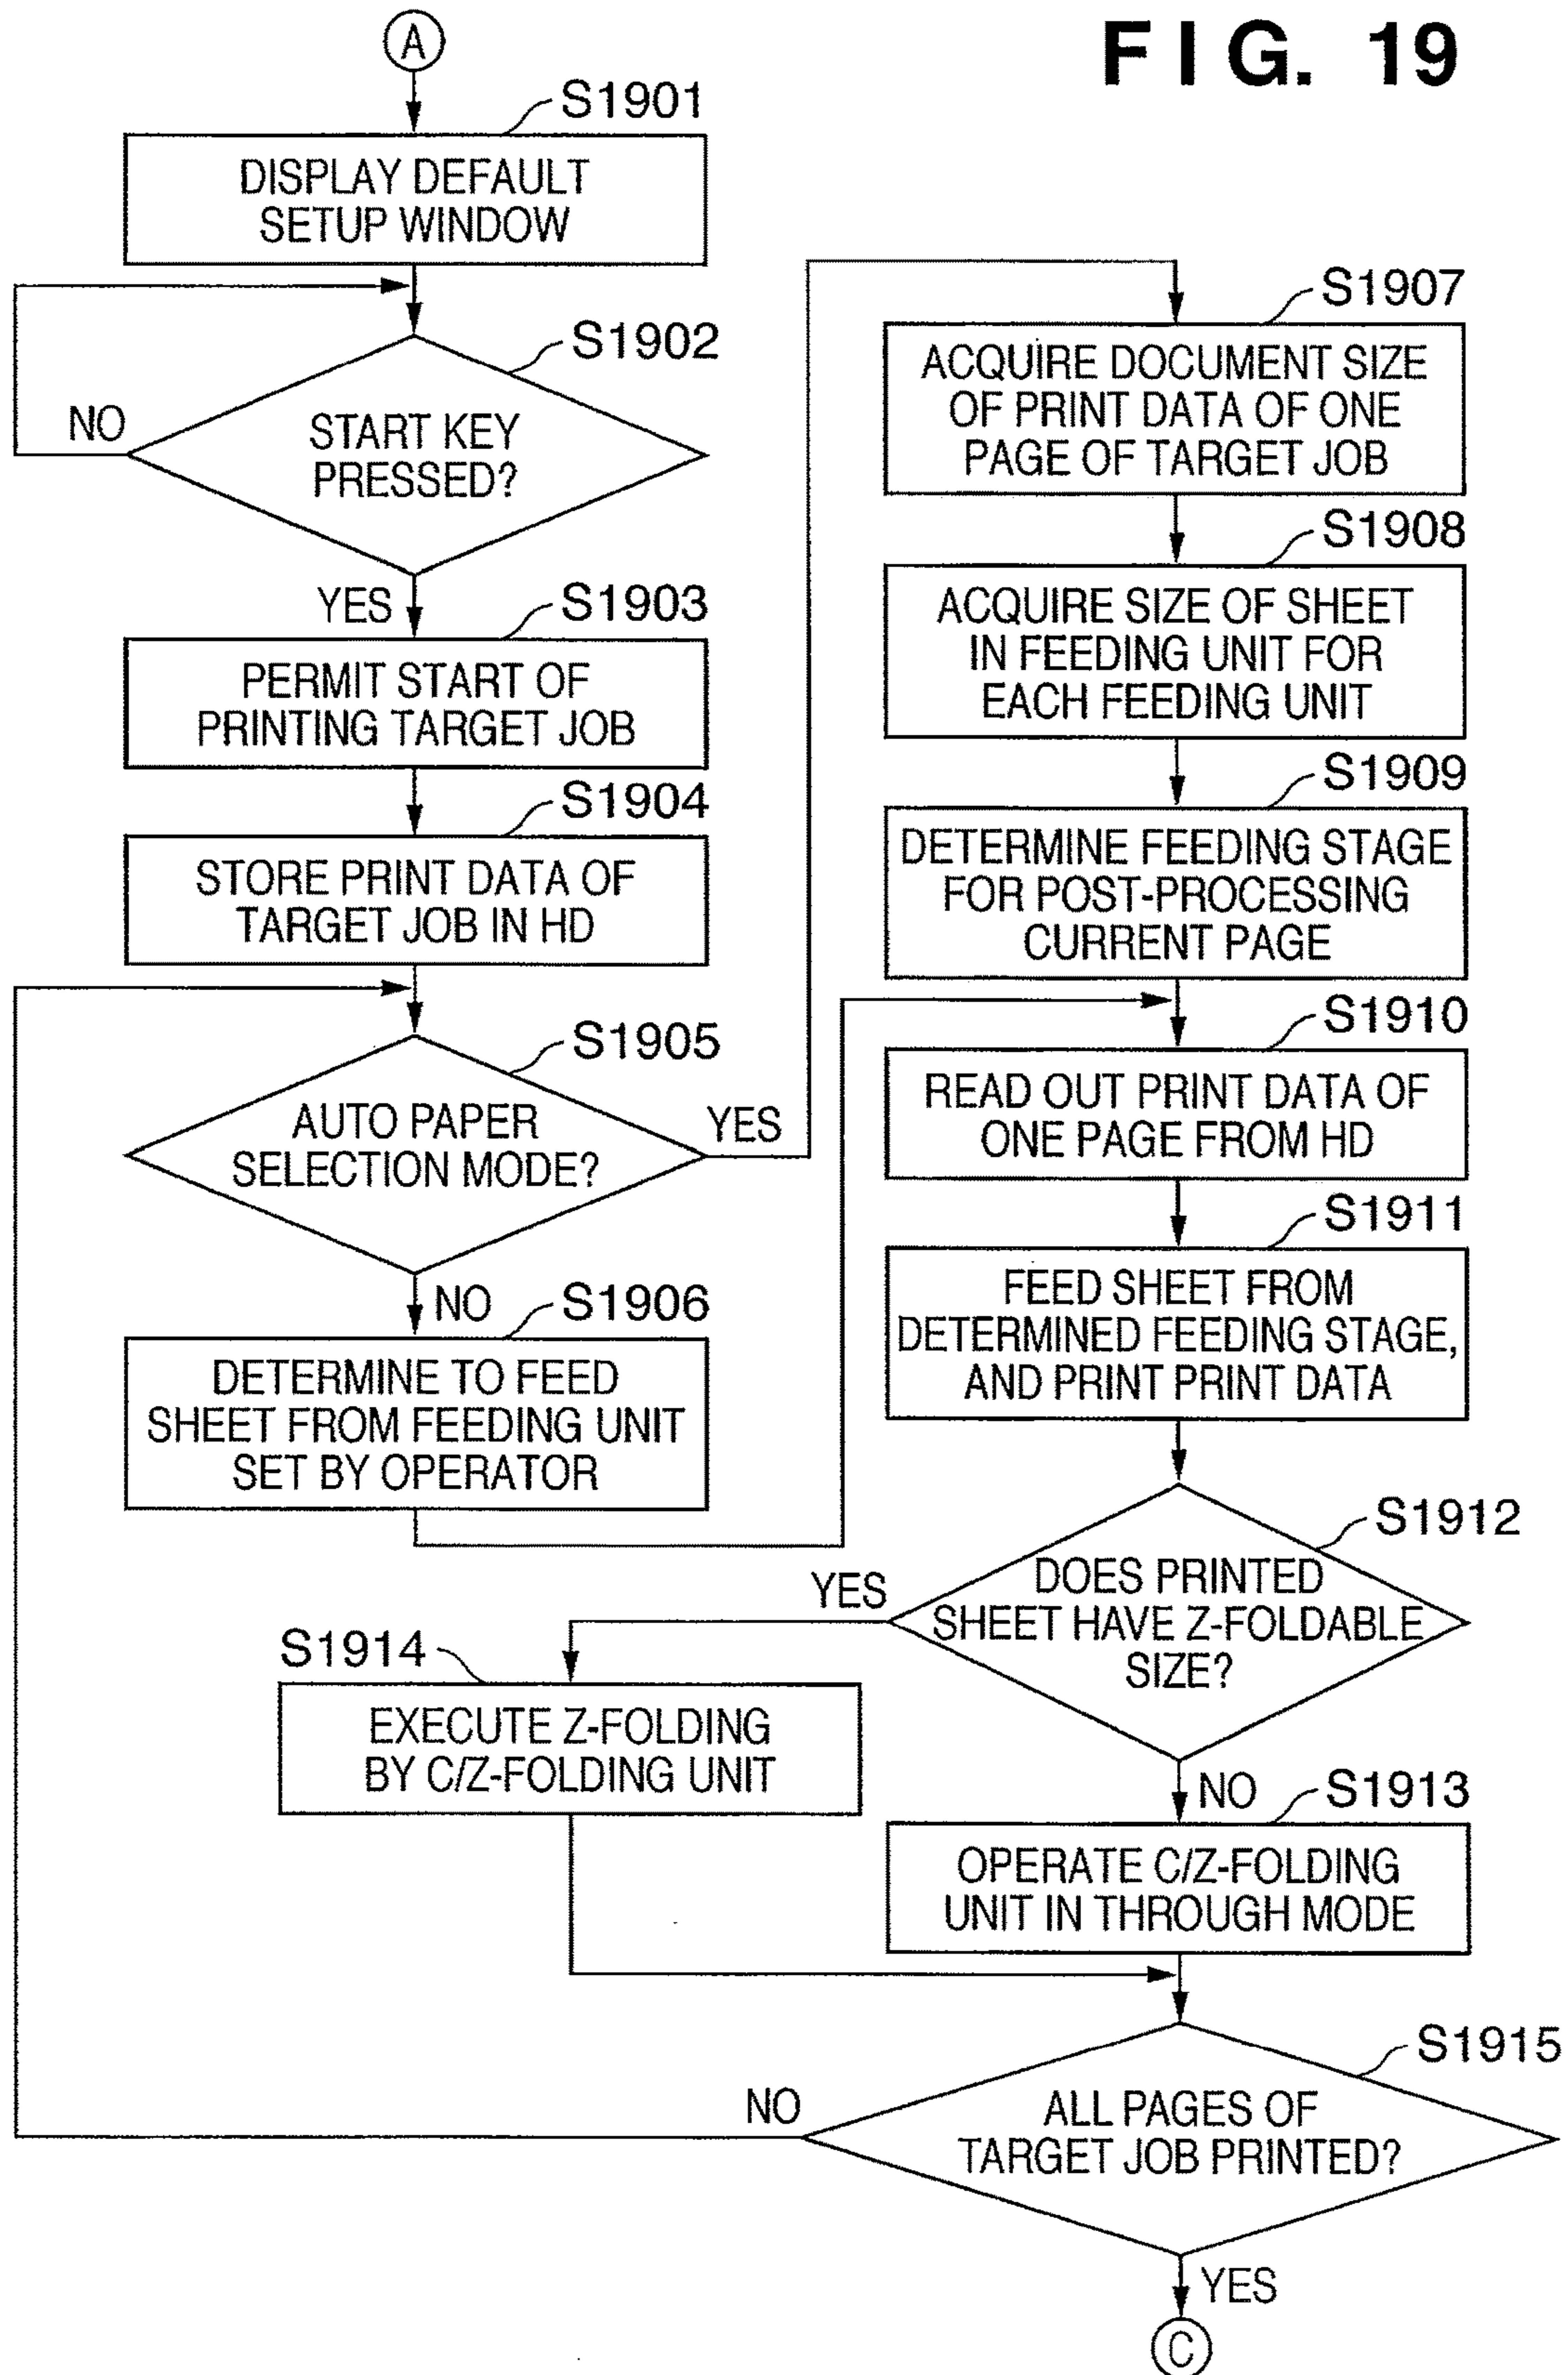 FIG. 19
A
S1901
DISPLAY DEFAULT
SETUP WINDOW
S1902
START KEY
PRESSED?
NO
YES
S1903
PERMIT START OF
PRINTING TARGET JOB
S1904
STORE PRINT DATA OF
TARGET JOB IN HD
S1905
AUTO PAPER
SELECTION MODE?
YES
NO
S1906
DETERMINE TO FEED
SHEET FROM FEEDING UNIT
SET BY OPERATOR
S1907
ACQUIRE DOCUMENT SIZE
OF PRINT DATA OF ONE
PAGE OF TARGET JOB
S1908
ACQUIRE SIZE OF SHEET
IN FEEDING UNIT FOR
EACH FEEDING UNIT
S1909
DETERMINE FEEDING STAGE
FOR POST-PROCESSING
CURRENT PAGE
S1910
READ OUT PRINT DATA OF
ONE PAGE FROM HD
S1911
FEED SHEET FROM
DETERMINED FEEDING STAGE,
AND PRINT PRINT DATA
S1912
DOES PRINTED
SHEET HAVE Z-FOLDABLE
SIZE?
YES
NO
S1914
EXECUTE Z-FOLDING
BY C/Z-FOLDING UNIT
S1913
OPERATE C/Z-FOLDING
UNIT IN THROUGH MODE
S1915
ALL PAGES OF
TARGET JOB PRINTED?
NO
YES
C